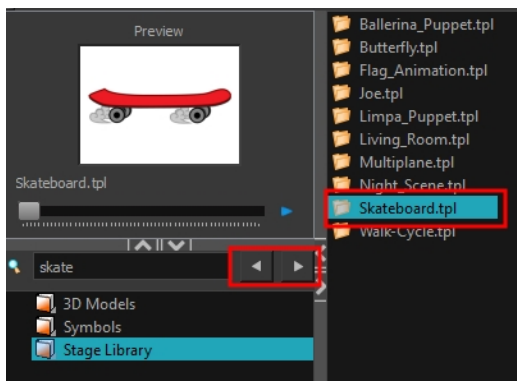 Preview
Skateboard.tpl
skate
3D Models
Symbols
Stage Library
Ballerina_Puppet.tpl
Butterfly.tpl
Flag_Animation.tpl
Joe.tpl
Limpa_Puppet.tpl
Living_Room.tpl
Multiplane.tpl
Night_Scene.tpl
Skateboard.tpl
Walk-Cycle.tpl